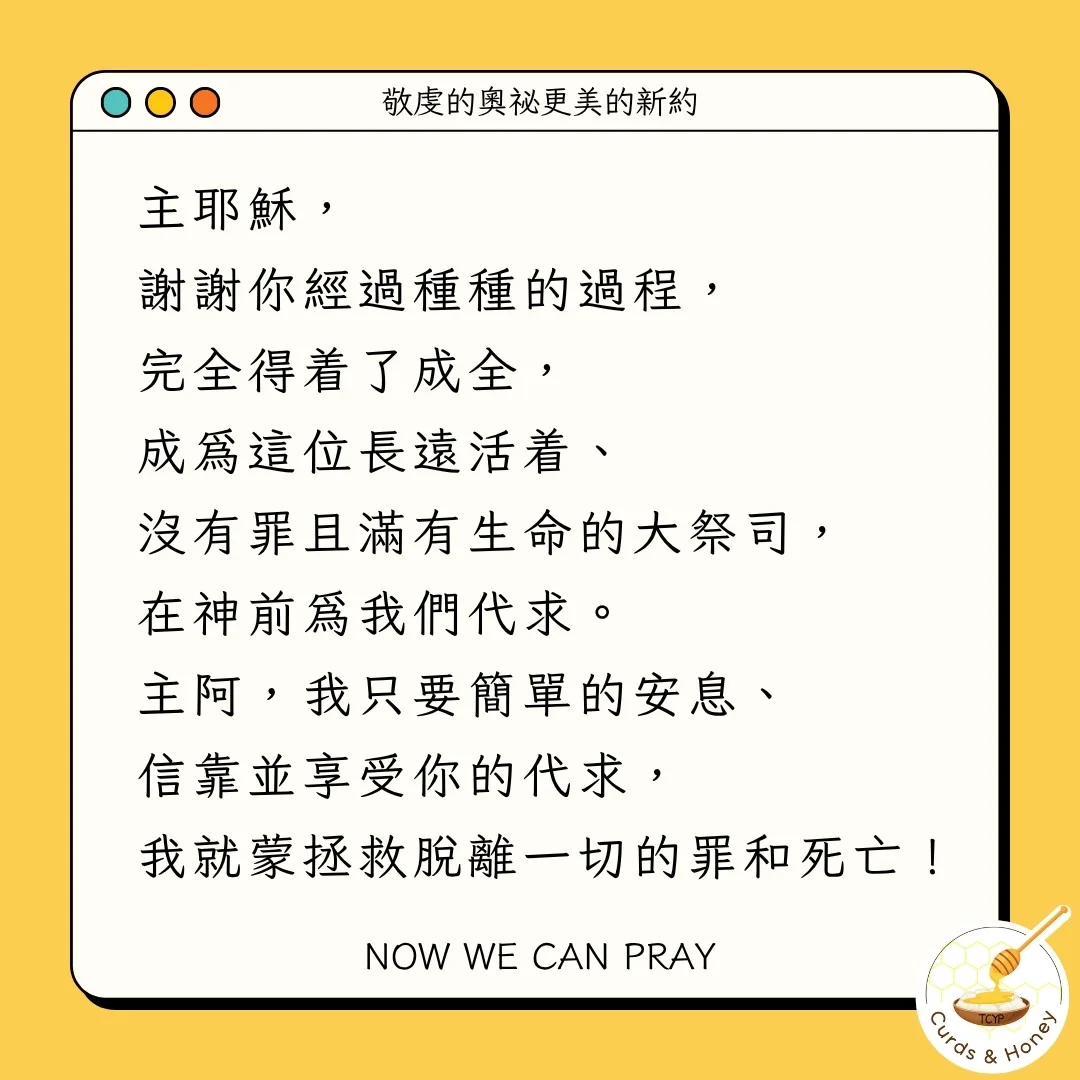 敬虔的奧祕更美的新約
主耶穌，
謝謝你經過種種的過程，
完全得着了成全，
成爲這位長遠活着、
沒有罪且滿有生命的大祭司，
在神前爲我們代求。
主阿，我只要簡單的安息、
信靠並享受你的代求，
我就蒙拯救脫離一切的罪和死亡！
NOW WE CAN PRAY
TCYP
Curds & Honey